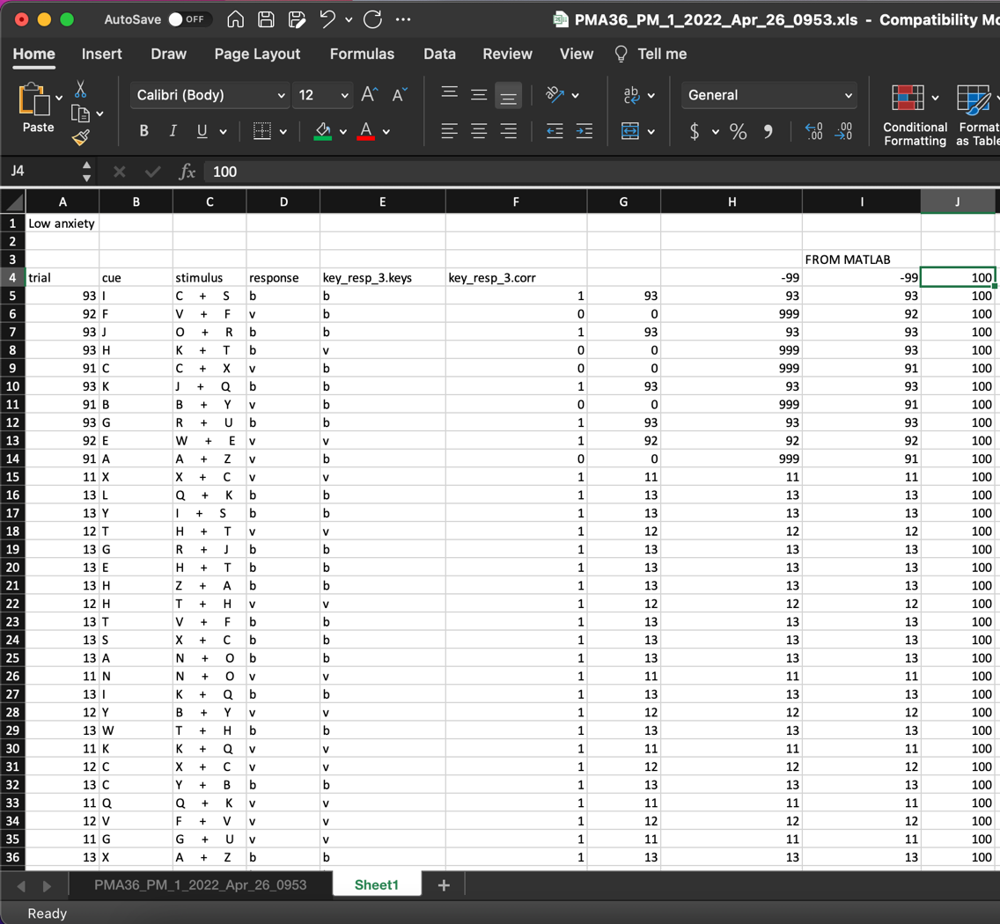 AutoSave OFF PMA36_PM_1_2022_Apr_26_0953.xls - Compatibility
Home Insert Draw Page Layout Formulas Data Review View Tell me
Calibri (Body) 12 A A ab General
Paste B I U A $ % Conditional Formatting Format as Table
J4 fx 100
A B C D E F G H I J
1 Low anxiety
2
3 FROM MATLAB
4 trial cue stimulus response key_resp_3.keys key_resp_3.corr -99 -99 100
5 93 I C + S b b 1 93 93 93 100
6 92 F V + F v b 0 0 999 92 100
7 93 J O + R b b 1 93 93 93 100
8 93 H K + T b v 0 0 999 93 100
9 91 C C + X v b 0 0 999 91 100
10 93 K J + Q b b 1 93 93 93 100
11 91 B B + Y v b 0 0 999 91 100
12 93 G R + U b b 1 93 93 93 100
13 92 E W + E v v 1 92 92 92 100
14 91 A A + Z v b 0 0 999 91 100
15 11 X X + C v v 1 11 11 11 100
16 13 L Q + K b b 1 13 13 13 100
17 13 Y I + S b b 1 13 13 13 100
18 12 T H + T v v 1 12 12 12 100
19 13 G R + J b b 1 13 13 13 100
20 13 E H + T b b 1 13 13 13 100
21 13 H Z + A b b 1 13 13 13 100
22 12 H T + H v v 1 12 12 12 100
23 13 T V + F b b 1 13 13 13 100
24 13 S X + C b b 1 13 13 13 100
25 13 A N + O b b 1 13 13 13 100
26 11 N N + O v v 1 11 11 11 100
27 13 I K + Q b b 1 13 13 13 100
28 12 Y B + Y v v 1 12 12 12 100
29 13 W T + H b b 1 13 13 13 100
30 11 K K + Q v v 1 11 11 11 100
31 12 C X + C v v 1 12 12 12 100
32 13 C Y + B b b 1 13 13 13 100
33 11 Q Q + K v v 1 11 11 11 100
34 12 V F + V v v 1 12 12 12 100
35 11 G G + U v v 1 11 11 11 100
36 13 X A + Z b b 1 13 13 13 100
PMA36_PM_1_2022_Apr_26_0953 Sheet1 +
Ready